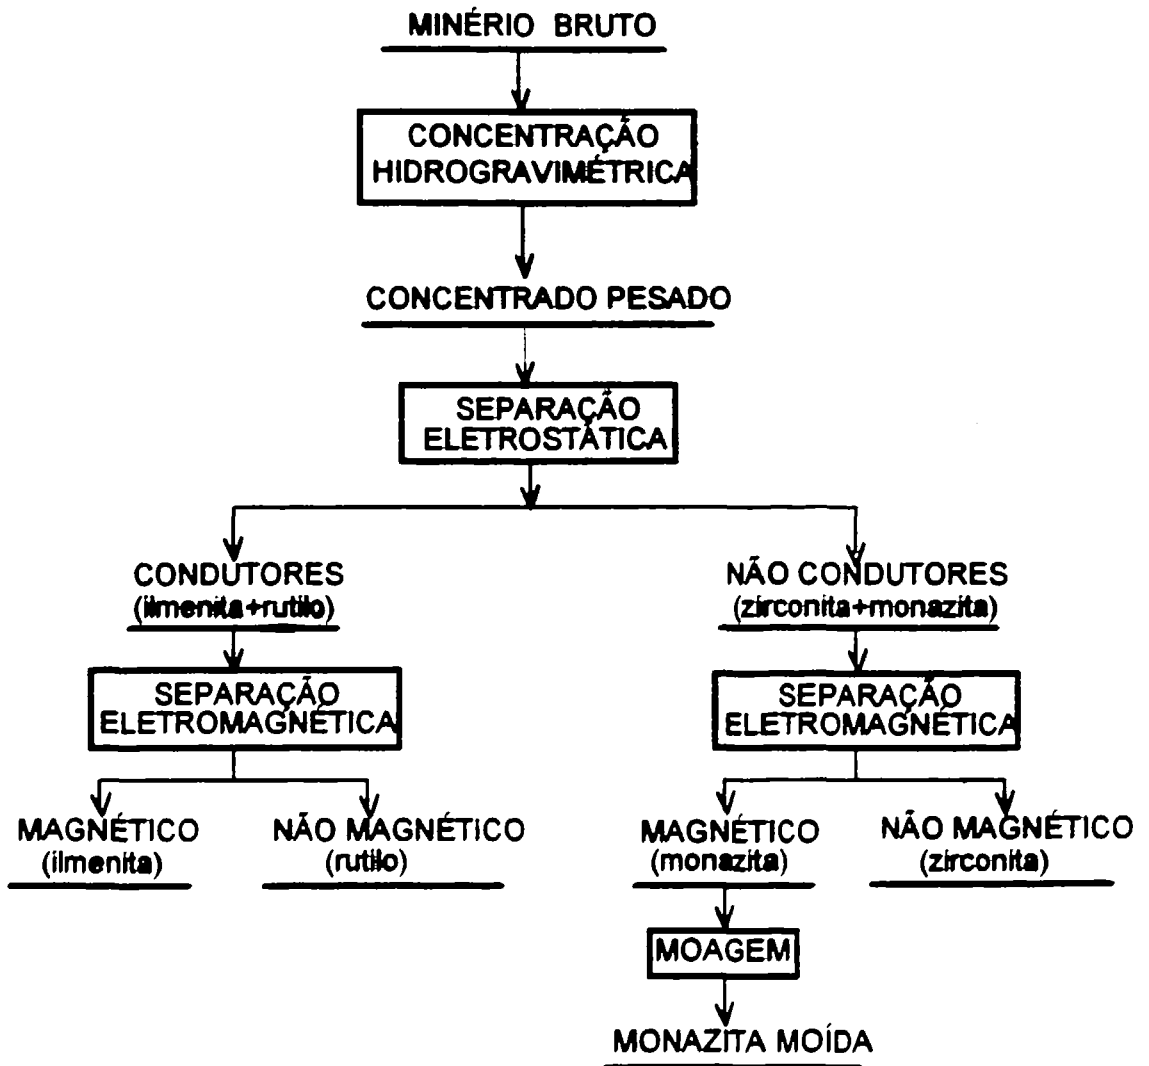 MINÉRIO BRUTO
CONCENTRAÇÃO
HIDROGRAVIMÉTRICA
CONCENTRADO PESADO
SEPARAÇÃO
ELETROSTÁTICA
CONDUTORES
(ilmenita+rutilo)
NÃO CONDUTORES
(zirconita+monazita)
SEPARAÇÃO
ELETROMAGNÉTICA
SEPARAÇÃO
ELETROMAGNÉTICA
MAGNÉTICO
(ilmenita)
NÃO MAGNÉTICO
(rutilo)
MAGNÉTICO
(monazita)
NÃO MAGNÉTICO
(zirconita)
MOAGEM
MONAZITA MOÍDA